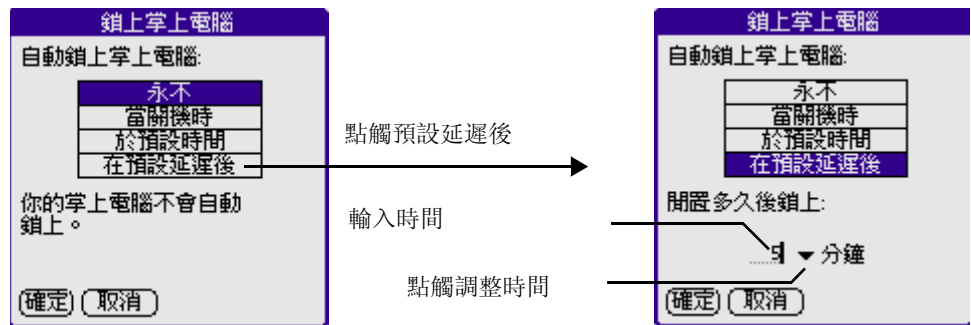 鎖上掌上電腦
自動鎖上掌上電腦:
永不
當關機時
於預設時間
在預設延遲後
你的掌上電腦不會自動
鎖上。
確定 取消
點觸預設延遲後
輸入時間
點觸調整時間
鎖上掌上電腦
自動鎖上掌上電腦:
永不
當關機時
於預設時間
在預設延遲後
閒置多久後鎖上:
5 分鐘
確定 取消